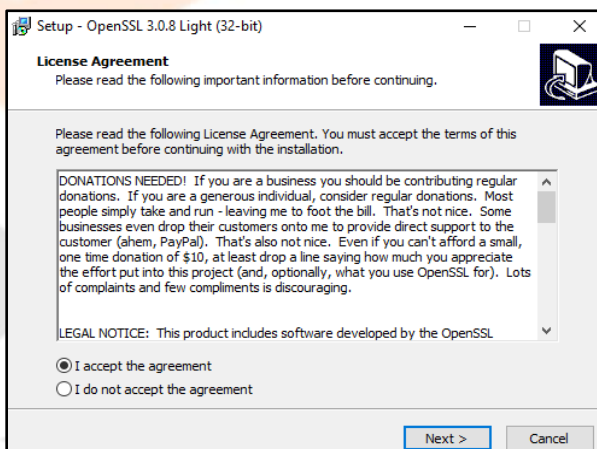 Setup - OpenSSL 3.0.8 Light (32-bit)
License Agreement
Please read the following important information before continuing.
Please read the following License Agreement. You must accept the terms of this
agreement before continuing with the installation.
DONATIONS NEEDED!  If you are a business you should be contributing regular
donations.  If you are a generous individual, consider regular donations.  Most
people simply take and run - leaving me to foot the bill.  That's not nice.  Some
businesses even drop their customers onto me to provide direct support to the
customer (ahem, PayPal).  That's also not nice.  Even if you can't afford a small,
one time donation of $10, at least drop a line saying how much you appreciate
the effort put into this project (and, optionally, what you use OpenSSL for).  Lots
of complaints and few compliments is discouraging.
LEGAL NOTICE:  This product includes software developed by the OpenSSL
I accept the agreement
I do not accept the agreement
Next >
Cancel